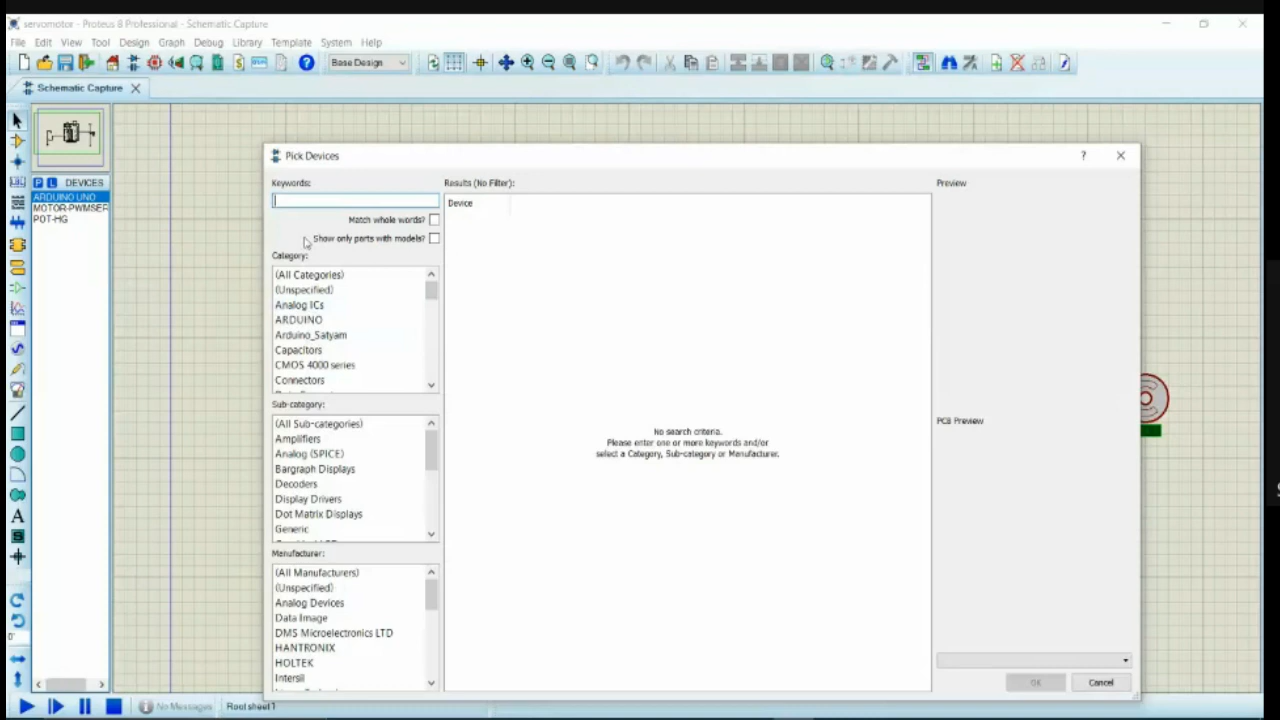 servomotor - Proteus 8 Professional - Schematic Capture
File Edit View Tool Design Graph Debug Library Template System Help
Base Design
Schematic Capture
Pick Devices
?
Keywords:
Results (No Filter):
Preview
P L DEVICES
ARDUINO UNO
MOTOR-PWMSER
POT-HG
Device
Match whole words?
Show only parts with models?
Category:
(All Categories)
(Unspecified)
Analog ICs
ARDUINO
Arduino_Satyam
Capacitors
CMOS 4000 series
Connectors
Sub-category:
(All Sub-categories)
Amplifiers
Analog (SPICE)
Bargraph Displays
Decoders
Display Drivers
Dot Matrix Displays
Generic
No search criteria.
Please enter one or more keywords and/or
select a Category, Sub-category or Manufacturer.
PCB Preview
Manufacturer:
(All Manufacturers)
(Unspecified)
Analog Devices
Data Image
DMS Microelectronics LTD
HANTRONIX
HOLTEK
Intersil
OK
Cancel
No Messages
Root sheet 1